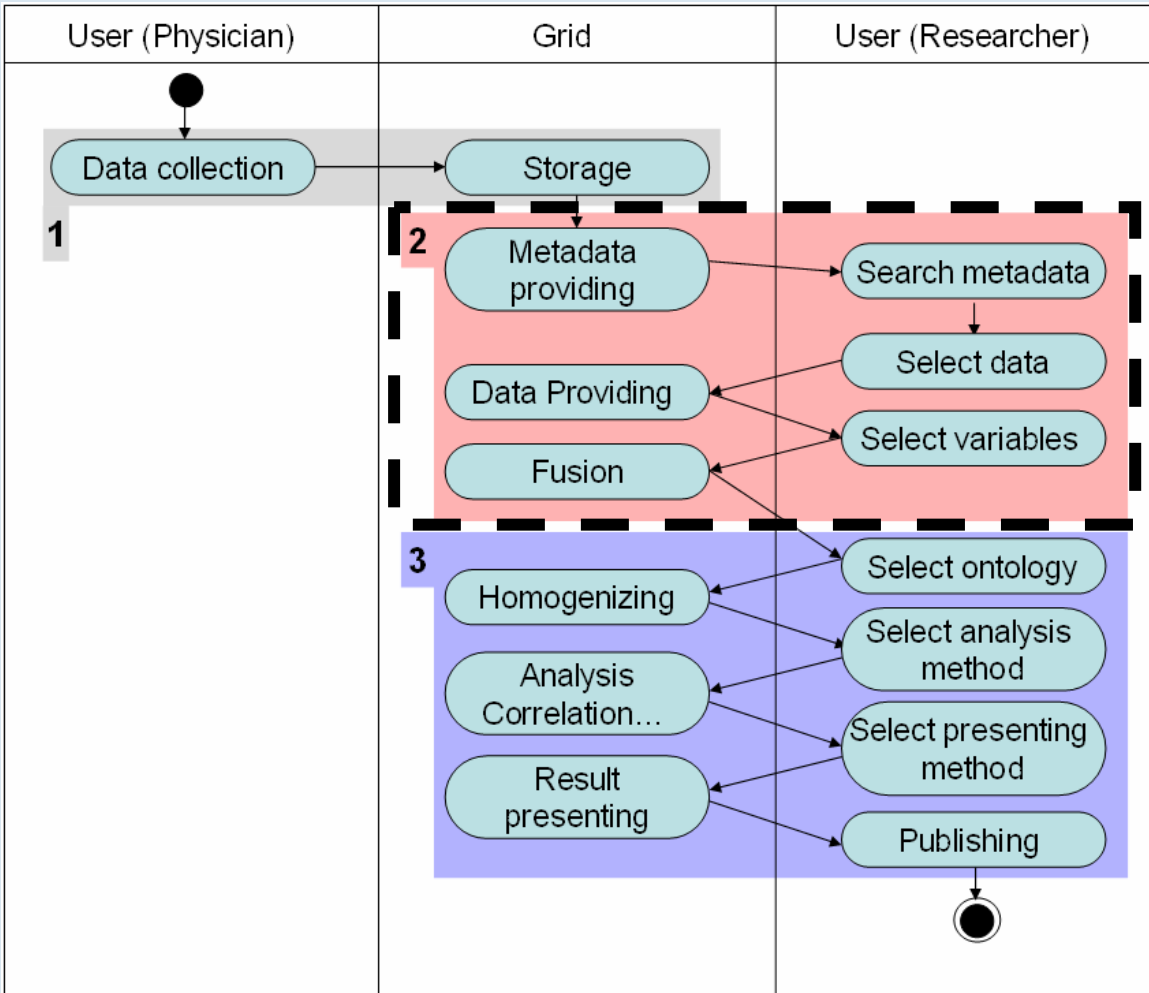 User (Physician)
Grid
User (Researcher)
Data collection
Storage
1
2
Metadata
providing
Search metadata
Select data
Data Providing
Select variables
Fusion
3
Select ontology
Homogenizing
Select analysis
method
Analysis
Correlation...
Select presenting
method
Result
presenting
Publishing